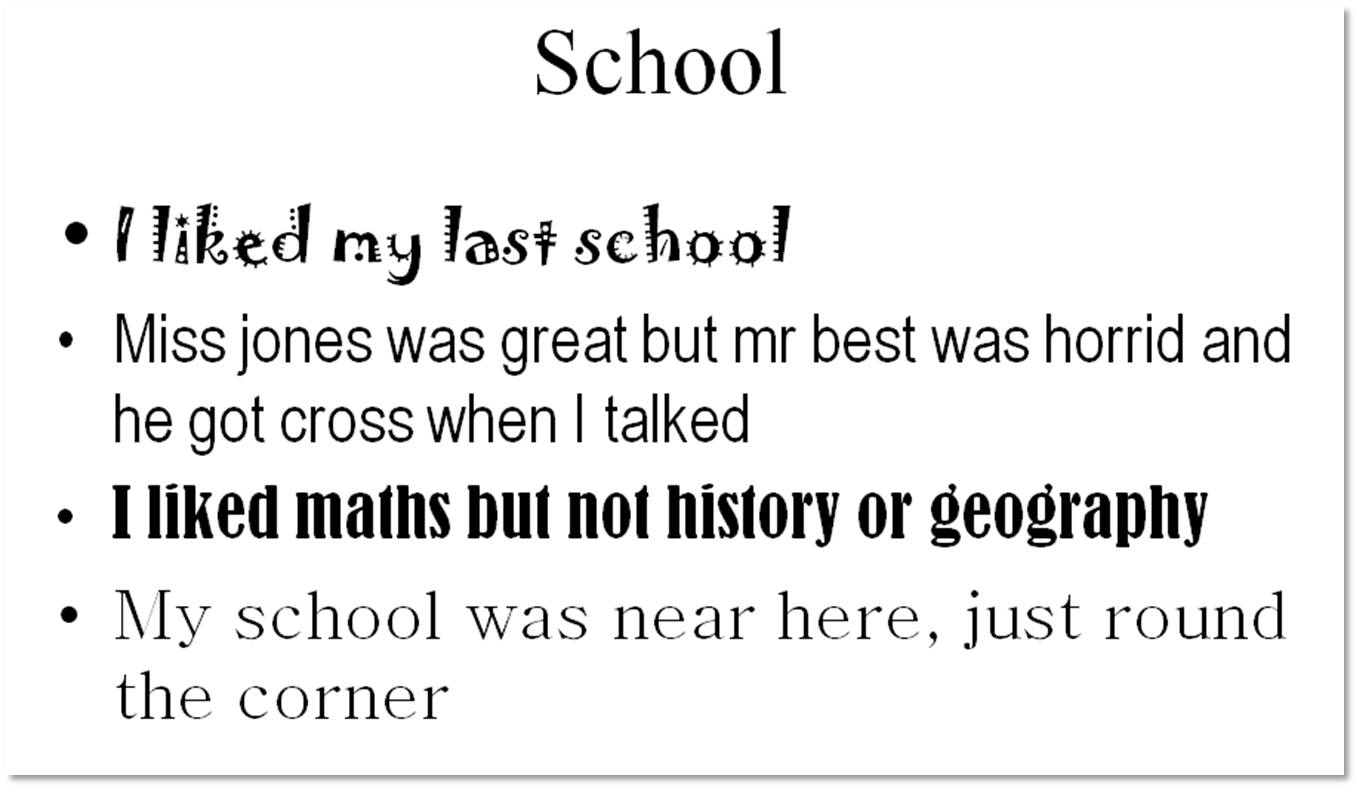 School
• I liked my last school
• Miss jones was great but mr best was horrid and
he got cross when I talked
• I liked maths but not history or geography
• My school was near here, just round
the corner